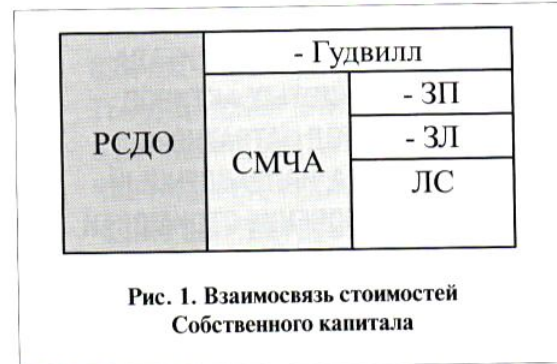 - Гудвилл
- ЗП
РСДО
СМЧА
- ЗЛ
ЛС
Рис. 1. Взаимосвязь стоимостей
Собственного капитала